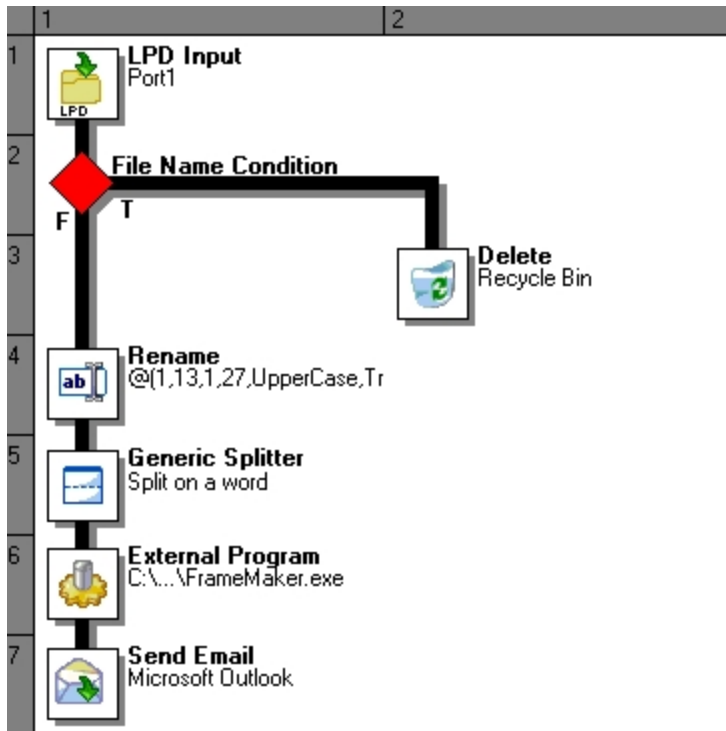 1
2
1
LPD Input
Port1
LPD
2
File Name Condition
F
T
3
Delete
Recycle Bin
4
Rename
ab
@(1,13,1,27,UpperCase,Tr
5
Generic Splitter
Split on a word
6
External Program
C:\...\FrameMaker.exe
7
Send Email
Microsoft Outlook